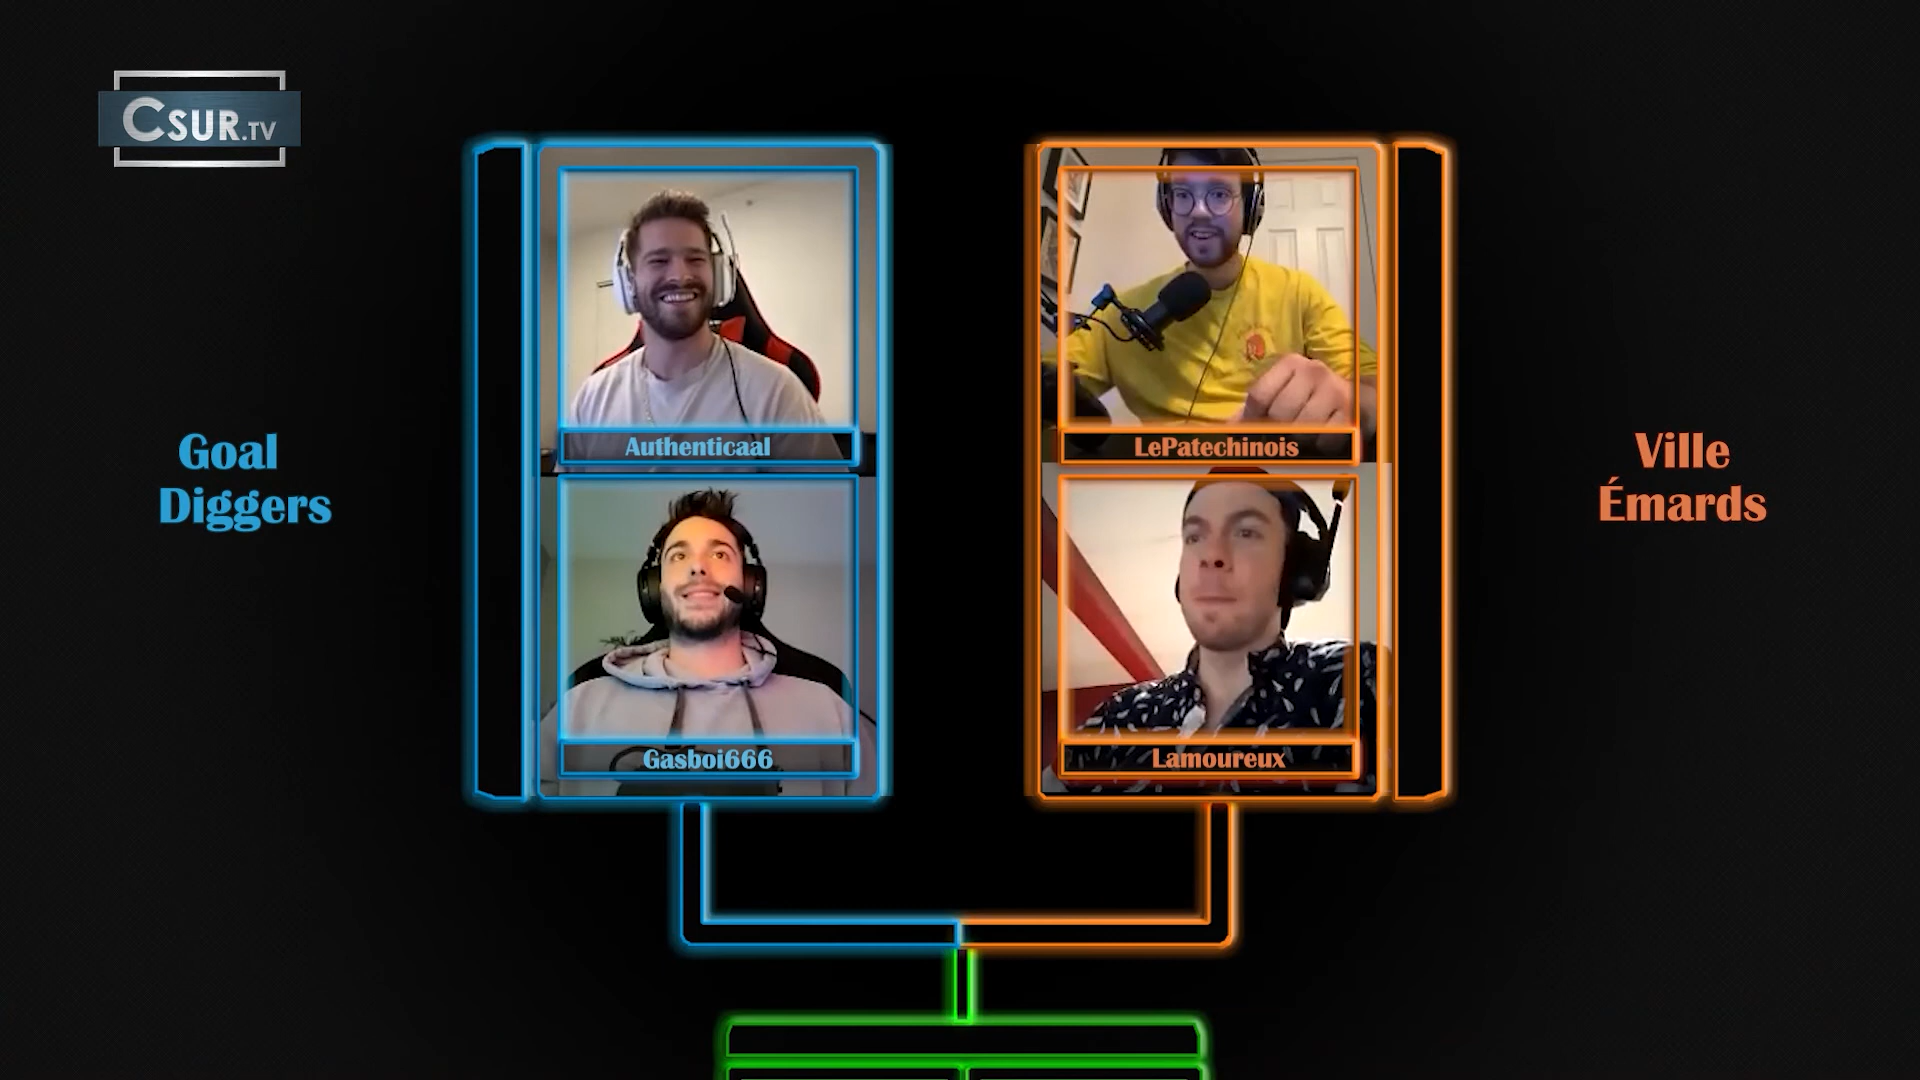 CSUR.TV
Goal
Diggers
Authenticaal
Gasboi666
LePatechinois
Lamoureux
Ville
Émards